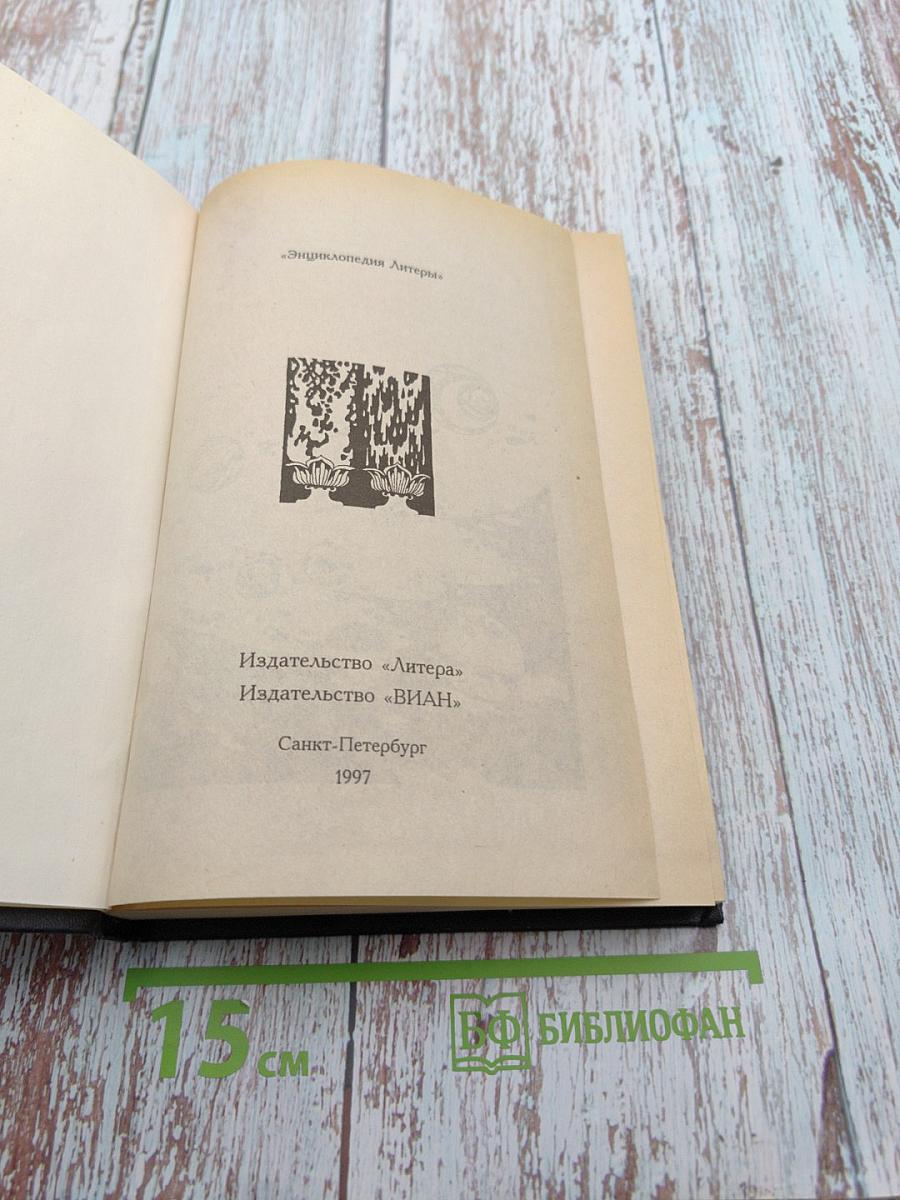 «Энциклопедия Литеры»
Издательство «Литера»
Издательство «ВИАН»
Санкт-Петербург
1997
15 см
БФ БИБЛИОФАН